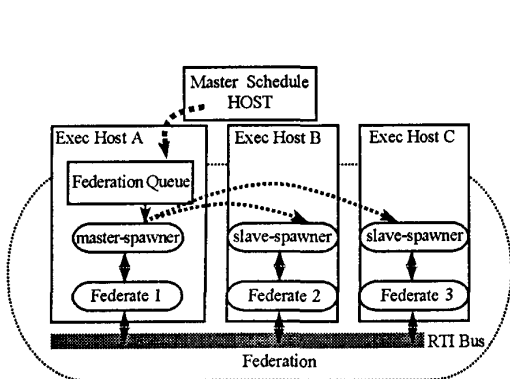 Master Schedule
HOST
Exec Host A
Exec Host B
Exec Host C
Federation Queue
master-spawner
slave-spawner
slave-spawner
Federate 1
Federate 2
Federate 3
RTI Bus
Federation